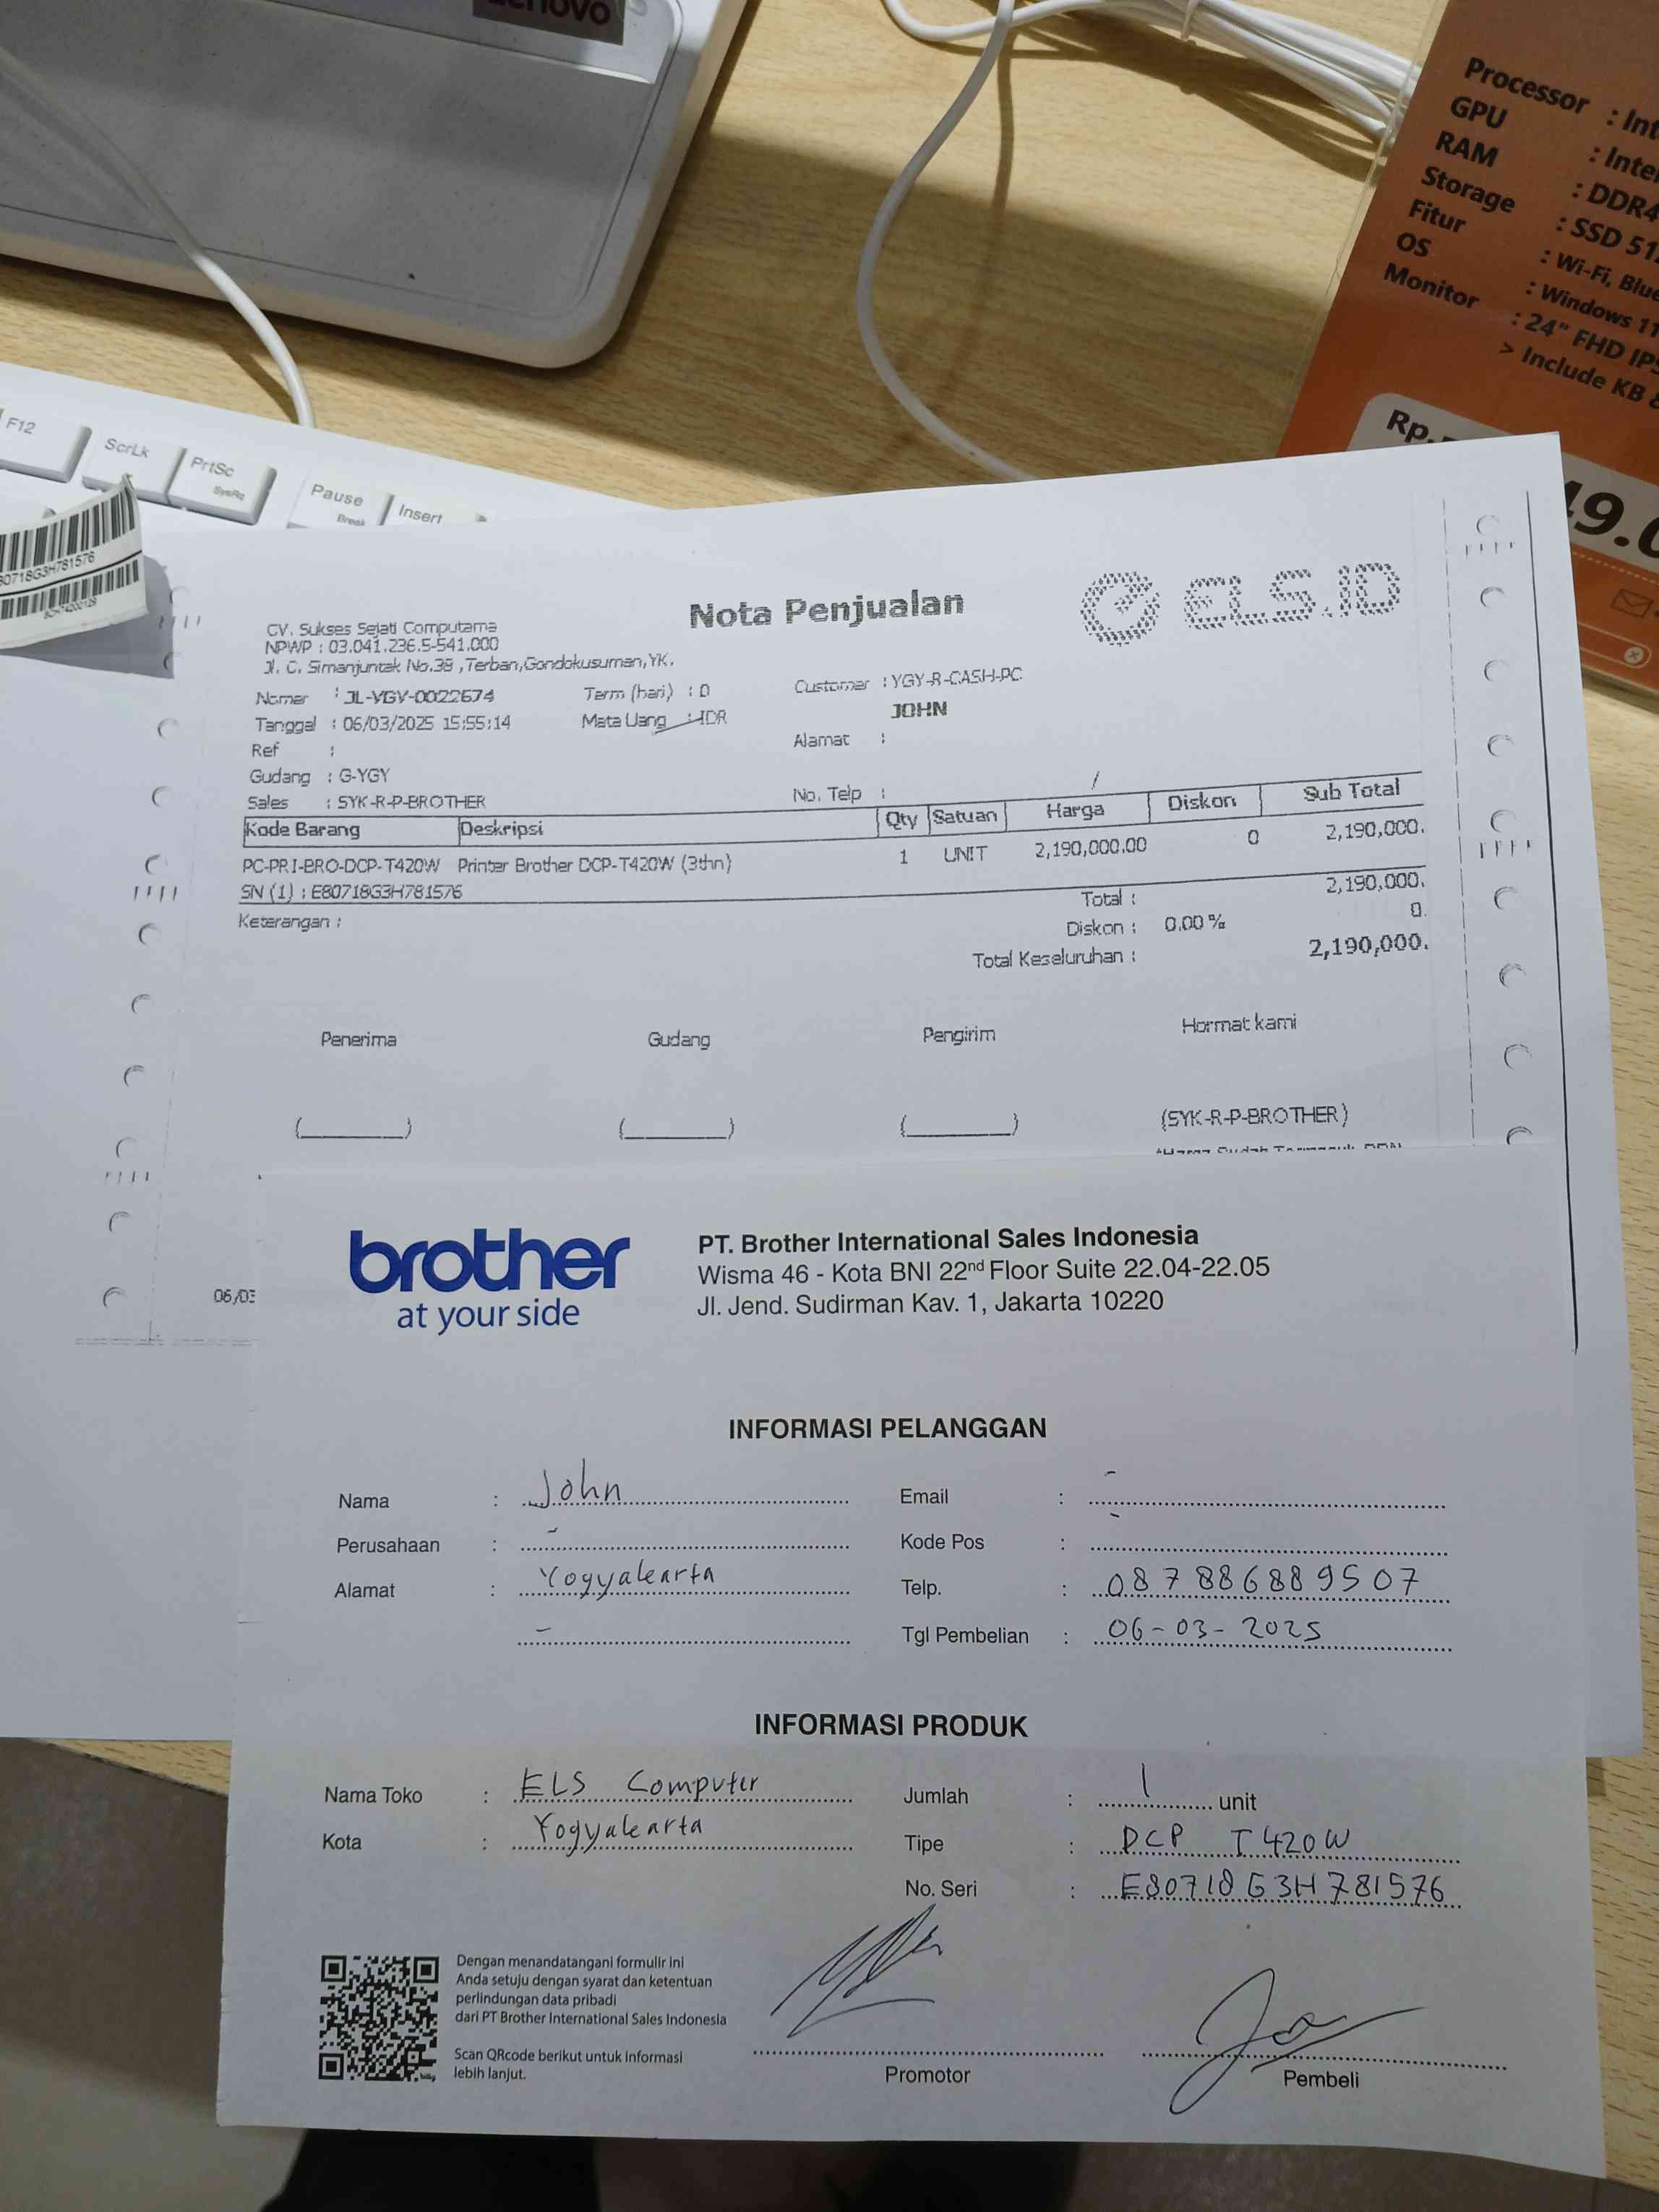 Lenovo
Processor : Int
GPU : Inte
RAM : DDR4
Storage : SSD 51
Fitur : Wi-Fi, Blue
OS : Windows 11
Monitor : 24" FHD IPS
> Include KB &
Rp.
F12
ScrLk
PrtSc
SysRq
Pause
Break
Insert
80718G3H781576
Nota Penjualan
ELS.ID
CV. Sukses Sejati Computama
NPWP : 03.041.236.5-541.000
Jl. C. Simanjuntak No.38 ,Terban,Gondokusuman,YK.
Nomer : JL-YGY-0022674 Term (hari) : 0 Customer : YGY-R-CASH-PC
Tanggal : 06/03/2025 15:55:14 Mata Uang : IDR JOHN
Ref : Alamat :
Gudang : G-YGY
Sales : SYK-R-P-BROTHER No. Telp : /
Kode Barang Deskripsi Qty Satuan Harga Diskon Sub Total
PC-PRI-BRO-DCP-T420W Printer Brother DCP-T420W (3thn) 1 UNIT 2,190,000.00 0 2,190,000.
SN (1) : E80718G3H781576
Keterangan :
Total : 2,190,000.
Diskon : 0.00 % 0.
Total Keseluruhan : 2,190,000.
Penerima Gudang Pengirim Hormat kami
(________) (________) (________) (SYK-R-P-BROTHER)
06/03
brother
at your side
PT. Brother International Sales Indonesia
Wisma 46 - Kota BNI 22nd Floor Suite 22.04-22.05
Jl. Jend. Sudirman Kav. 1, Jakarta 10220
INFORMASI PELANGGAN
Nama : John Email : -
Perusahaan : - Kode Pos : -
Alamat : Yogyakarta Telp. : 087886889507
- Tgl Pembelian : 06-03-2025
INFORMASI PRODUK
Nama Toko : ELS Computer Jumlah : 1 unit
Kota : Yogyakarta Tipe : DCP T420W
No. Seri : E80718G3H781576
Dengan menandatangani formulir ini
Anda setuju dengan syarat dan ketentuan
perlindungan data pribadi
dari PT Brother International Sales Indonesia
Scan QRcode berikut untuk informasi
lebih lanjut.
Promotor Pembeli